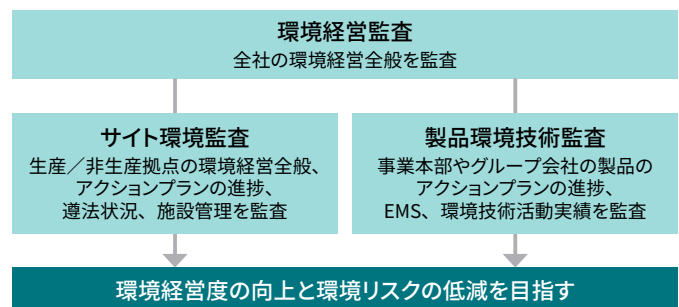 環境経営監査
全社の環境経営全般を監査
サイト環境監査
生産／非生産拠点の環境経営全般、
アクションプランの進捗、
遵法状況、施設管理を監査
製品環境技術監査
事業本部やグループ会社の製品の
アクションプランの進捗、
EMS、環境技術活動実績を監査
環境経営度の向上と環境リスクの低減を目指す